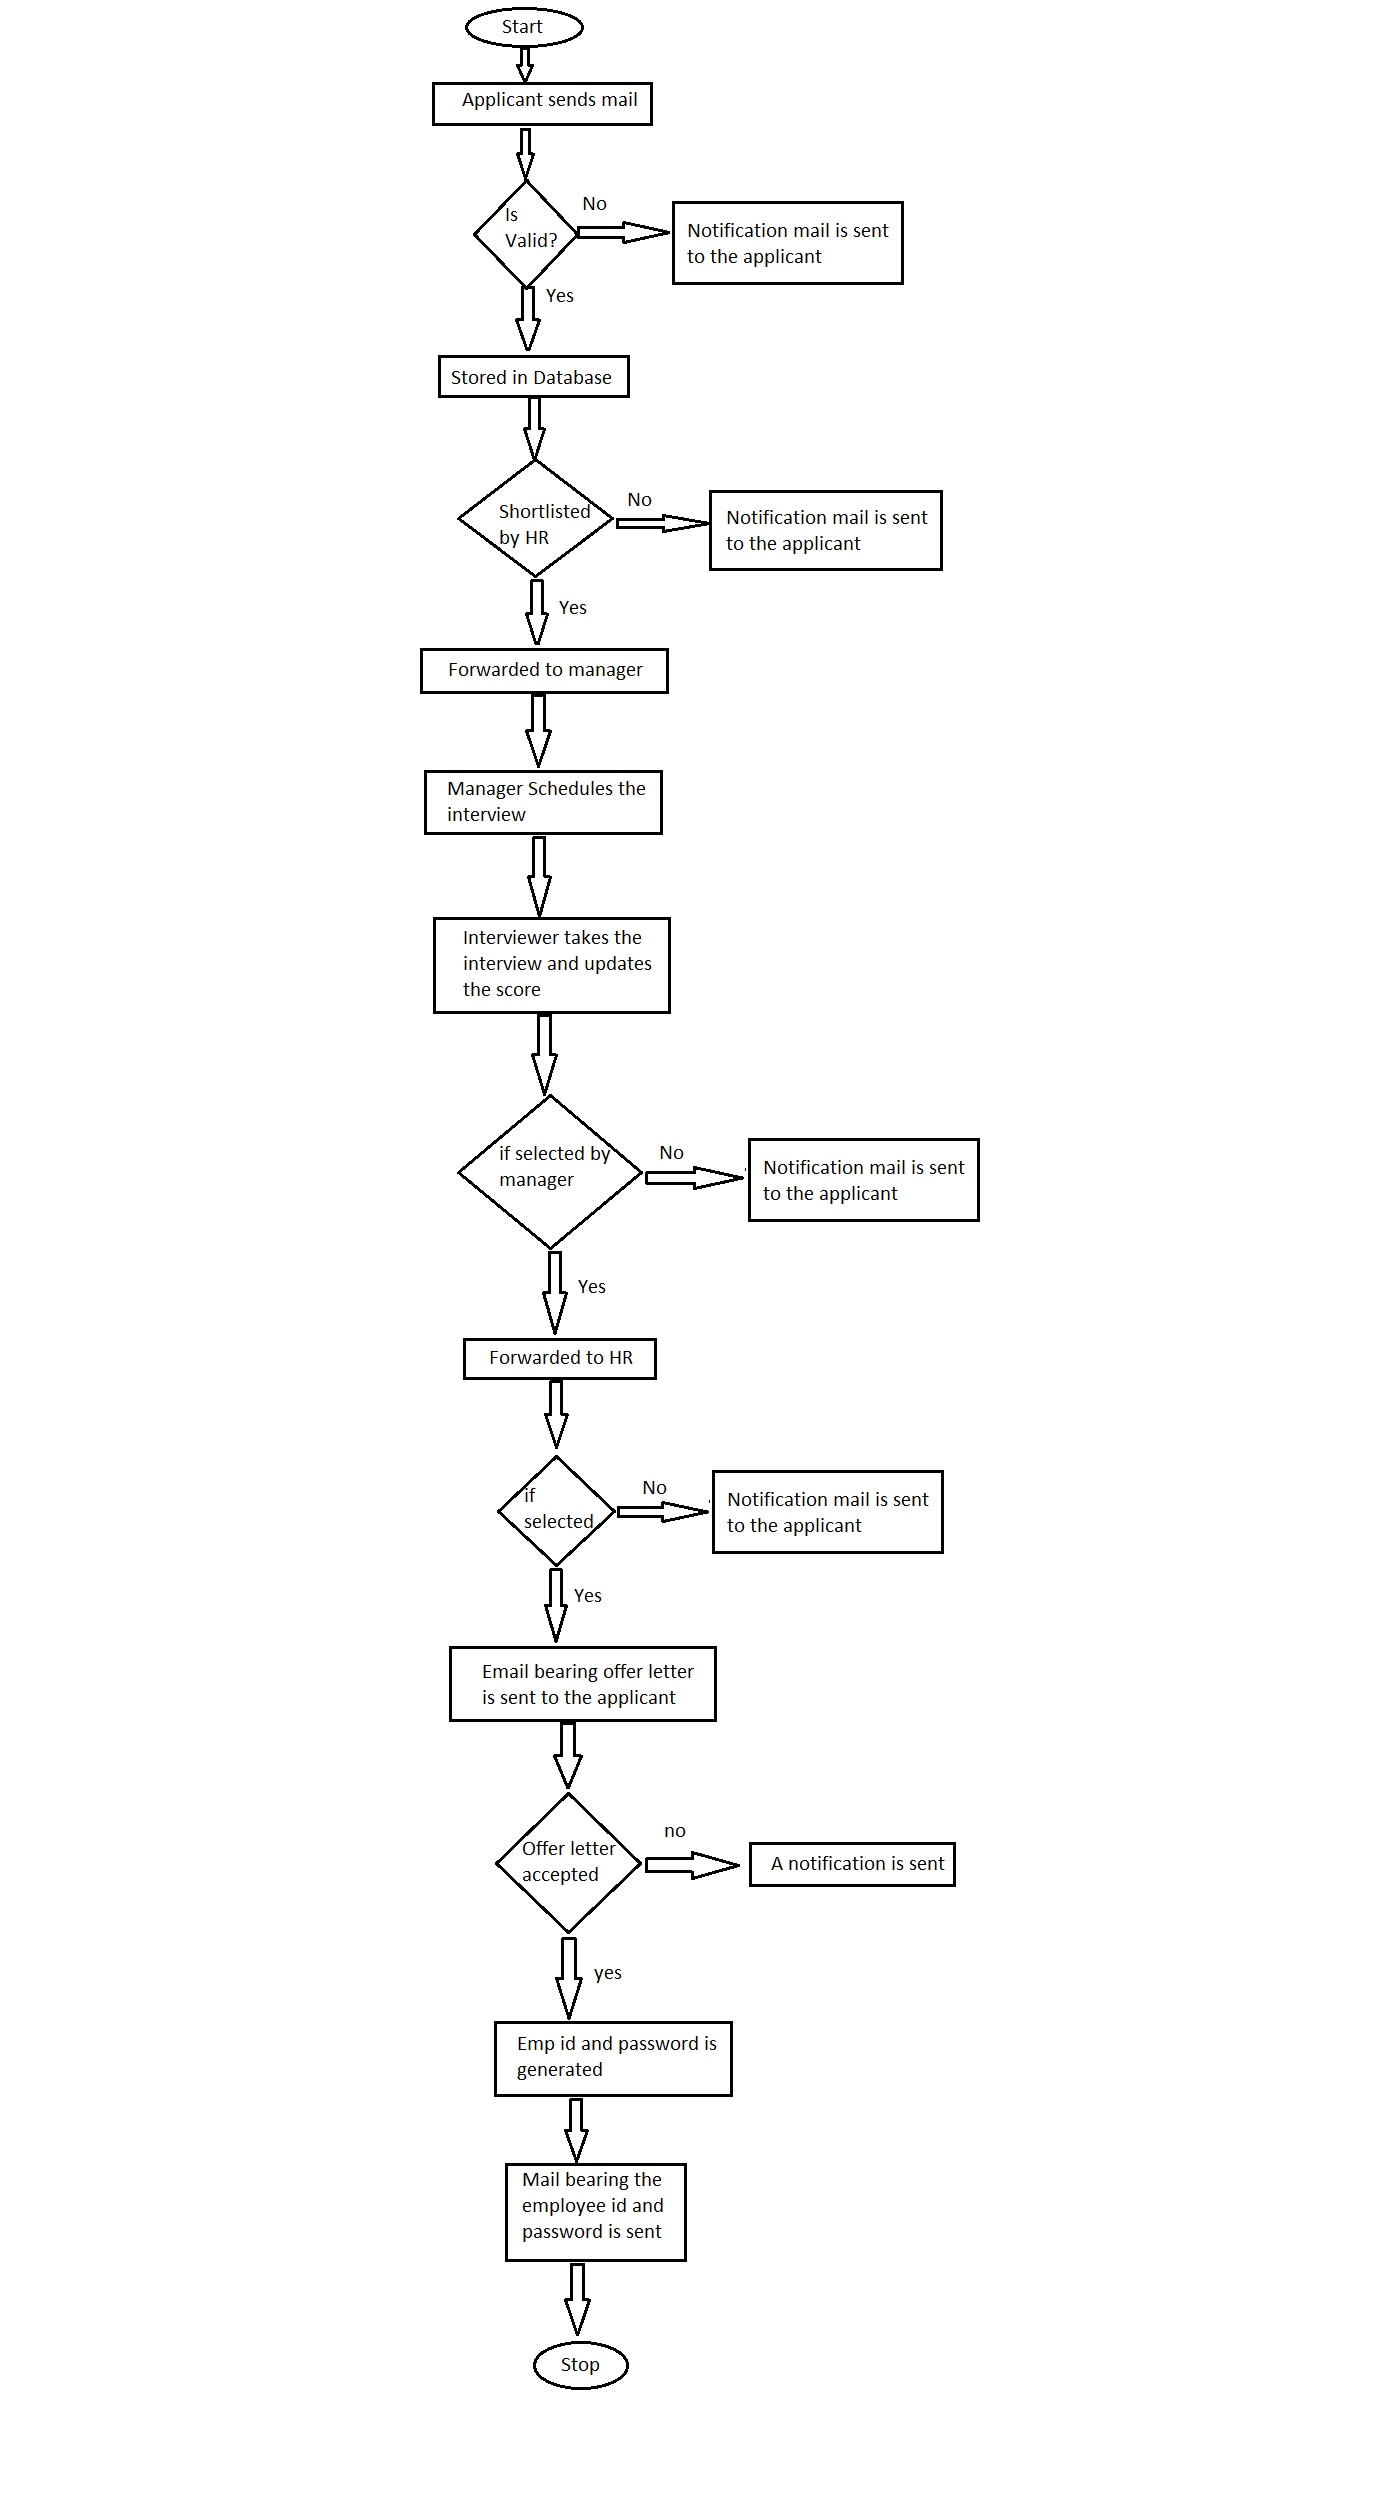 Start
Applicant sends mail
Is
Valid?
No
Notification mail is sent
to the applicant
Yes
Stored in Database
Shortlisted
by HR
No
Notification mail is sent
to the applicant
Yes
Forwarded to manager
Manager Schedules the
interview
Interviewer takes the
interview and updates
the score
if selected by
manager
No
Notification mail is sent
to the applicant
Yes
Forwarded to HR
if
selected
No
Notification mail is sent
to the applicant
Yes
Email bearing offer letter
is sent to the applicant
Offer letter
accepted
no
A notification is sent
yes
Emp id and password is
generated
Mail bearing the
employee id and
password is sent
Stop